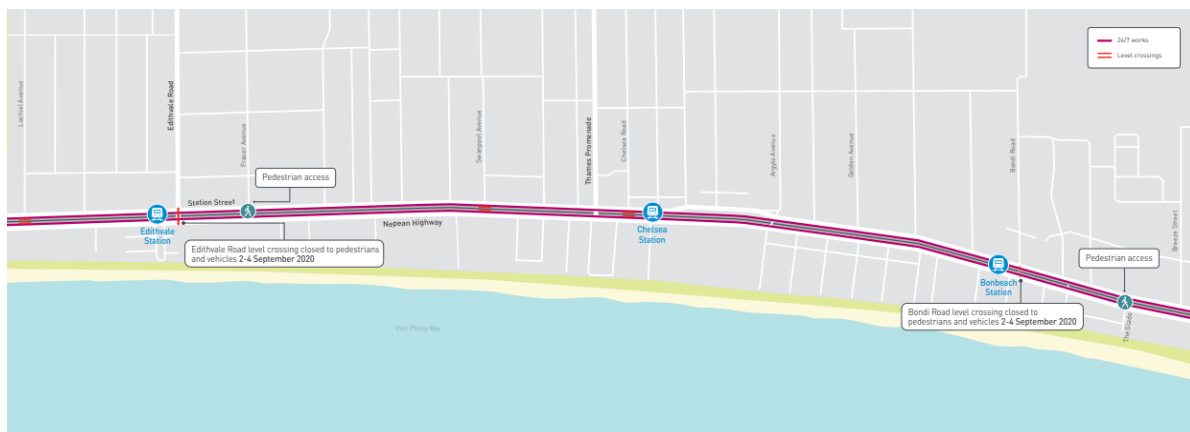 24/7 works
Level crossings
Lochiel Avenue
Edithvale Road
Fraser Avenue
Swanpool Avenue
Thames Promenade
Chelsea Road
Argyle Avenue
Golden Avenue
Bondi Road
Breeze Street
Pedestrian access
Station Street
Nepean Highway
Edithvale
Station
Chelsea
Station
Edithvale Road level crossing closed to pedestrians
and vehicles 2-4 September 2020
Pedestrian access
Bonbeach
Station
Bondi Road level crossing closed to
pedestrians and vehicles 2-4 September 2020
The Glade
Port Phillip Bay